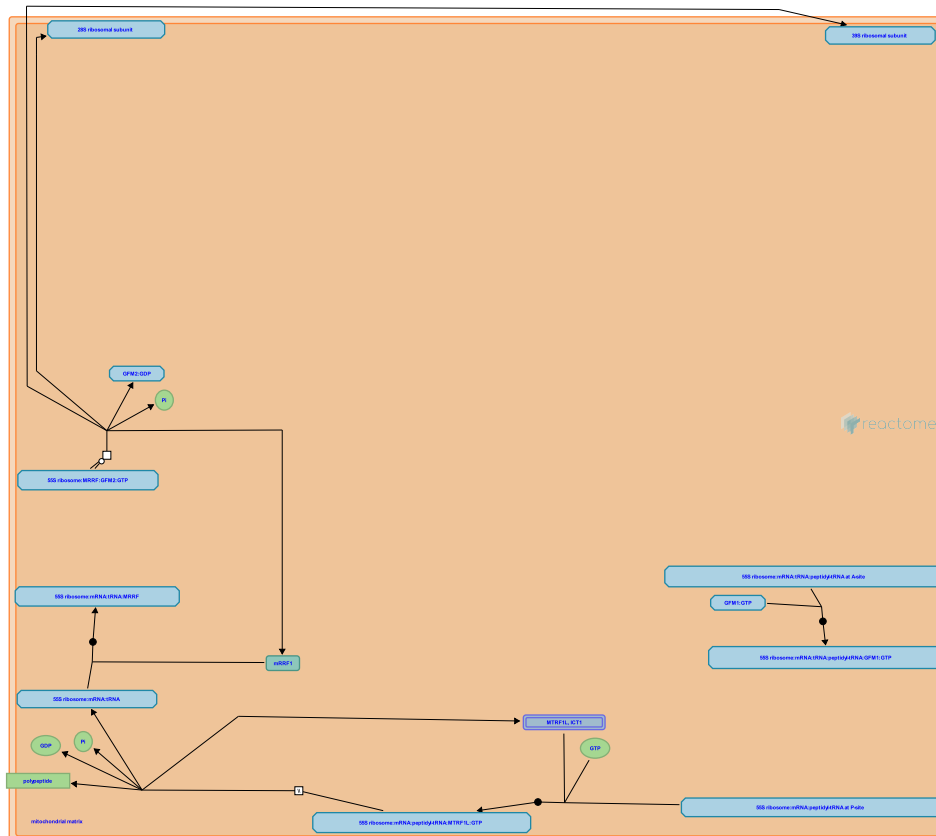 28S ribosomal subunit
39S ribosomal subunit
GFM2:GDP
Pi
reactome
55S ribosome:MRRF:GFM2:GTP
55S ribosome:mRNA:tRNA:peptidyl-tRNA at A-site
55S ribosome:mRNA:tRNA:MRRF
GFM1:GTP
55S ribosome:mRNA:tRNA:peptidyl-tRNA:GFM1:GTP
mRRF1
55S ribosome:mRNA:tRNA
MTRF1L, ICT1
Pi
GDP
GTP
polypeptide
55S ribosome:mRNA:peptidyl-tRNA at P-site
mitochondrial matrix
55S ribosome:mRNA:peptidyl-tRNA:MTRF1L:GTP